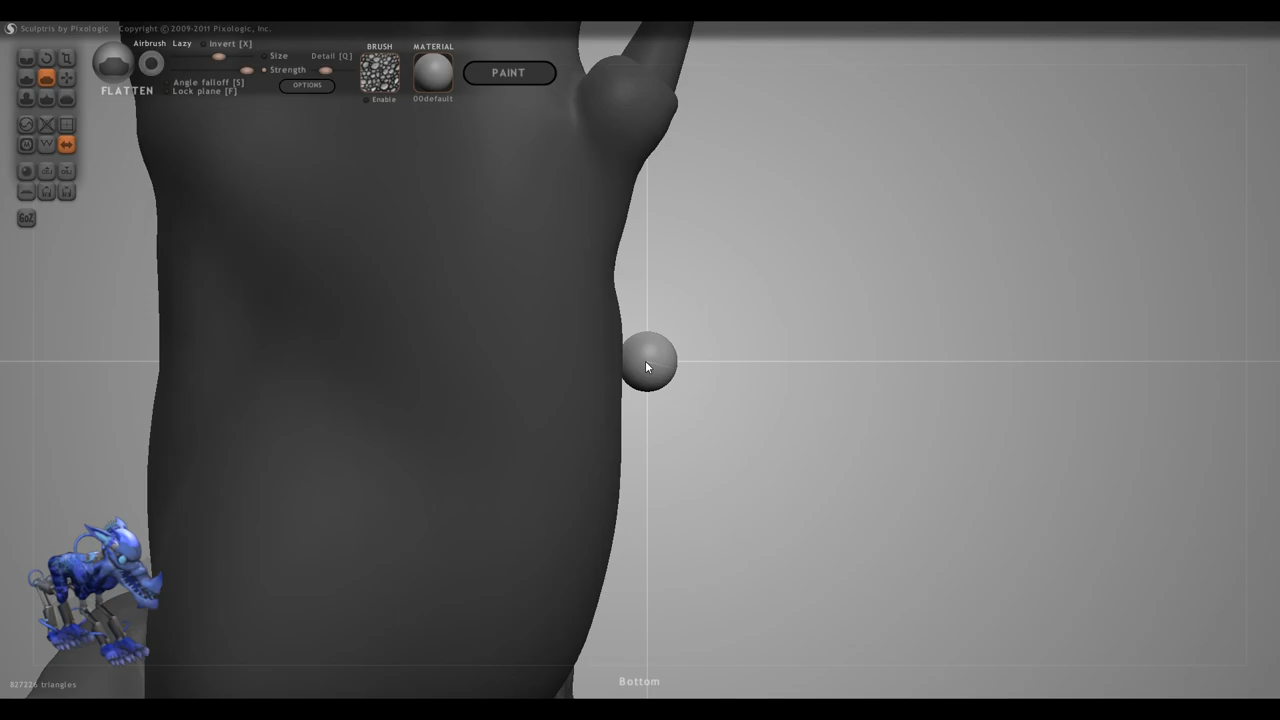 Sculptris by Pixologic Copyright © 2009-2011 Pixologic, Inc.
Airbrush Lazy Invert [X]
Size Detail [Q]
Strength
Angle falloff [S]
Lock plane [F]
OPTIONS
FLATTEN
BRUSH
Enable
MATERIAL
00default
PAINT
GoZ
827226 triangles
Bottom